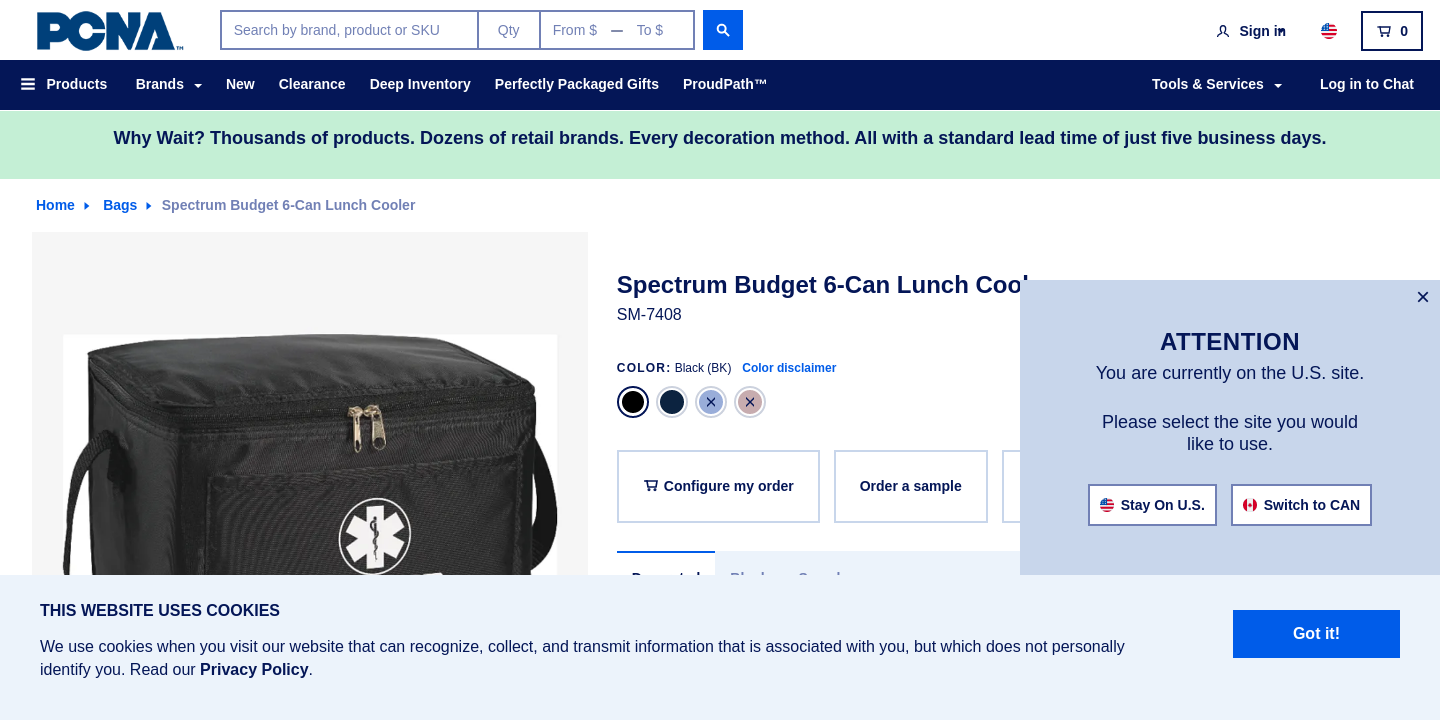 PCNA™
Search by brand, product or SKU
Qty
From $ — To $
Sign in
0
Products
Brands
New
Clearance
Deep Inventory
Perfectly Packaged Gifts
ProudPath™
Tools & Services
Log in to Chat
Why Wait? Thousands of products. Dozens of retail brands. Every decoration method. All with a standard lead time of just five business days.
Home
Bags
Spectrum Budget 6-Can Lunch Cooler
Spectrum Budget 6-Can Lunch Cool
SM-7408
COLOR: Black (BK) Color disclaimer
Configure my order
Order a sample
ATTENTION
You are currently on the U.S. site.
Please select the site you would
like to use.
Stay On U.S.
Switch to CAN
THIS WEBSITE USES COOKIES
We use cookies when you visit our website that can recognize, collect, and transmit information that is associated with you, but which does not personally
identify you. Read our Privacy Policy.
Got it!